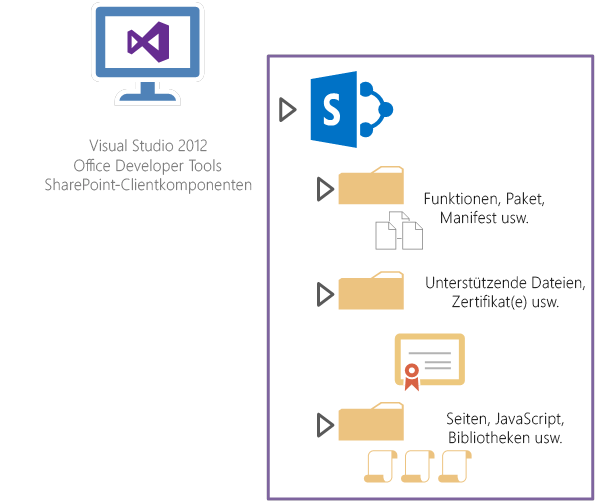 Visual Studio 2012
Office Developer Tools
SharePoint-Clientkomponenten
S
Funktionen, Paket,
Manifest usw.
Unterstützende Dateien,
Zertifikat(e) usw.
Seiten, JavaScript,
Bibliotheken usw.